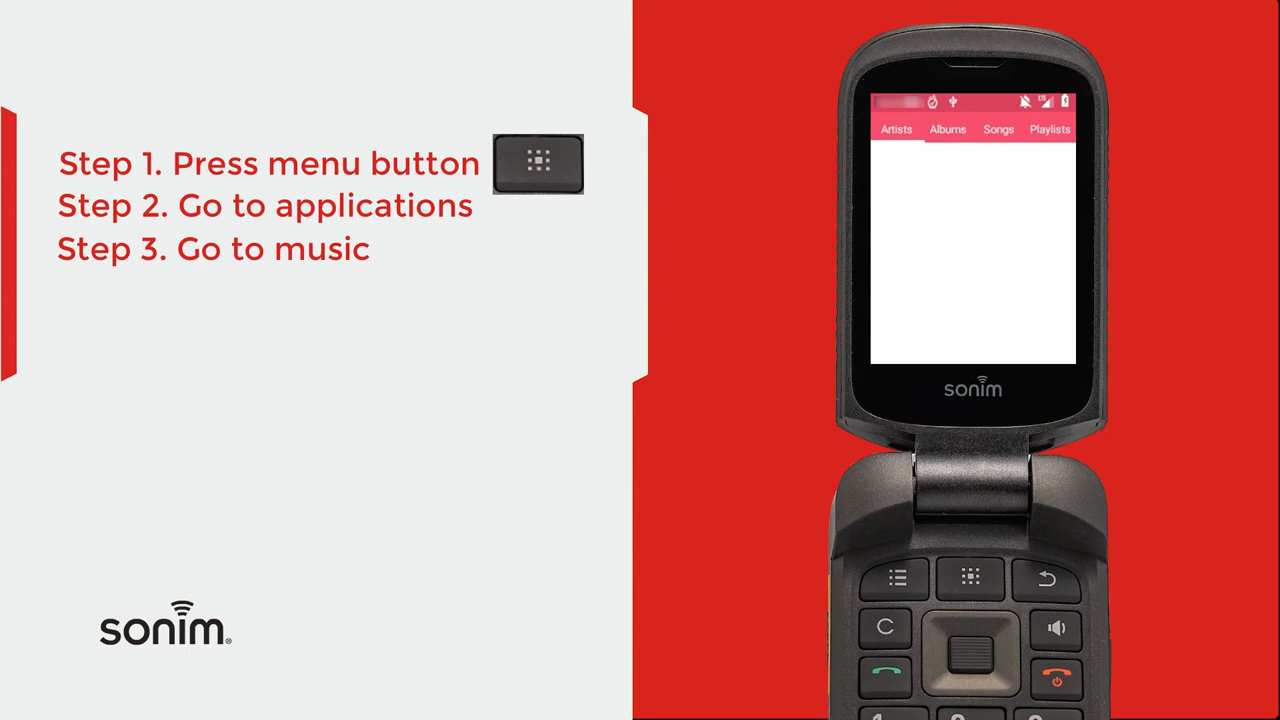 Step 1. Press menu button
Step 2. Go to applications
Step 3. Go to music
sonim®
LTE
Artists Albums Songs Playlists
sonim
C